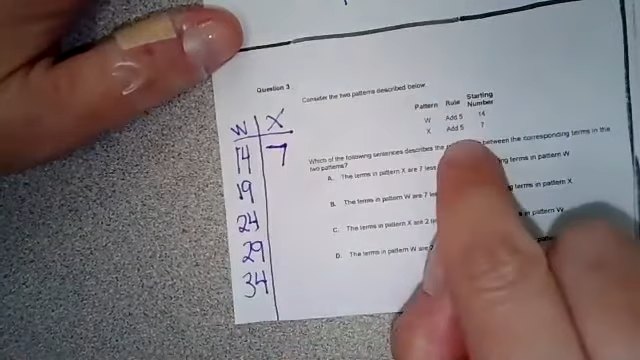 Question 3
Consider the two patterns described below.
Pattern Rule Starting Number
W Add 5 14
X Add 5 7
Which of the following sentences describes the between the corresponding terms in the
two patterns?
A. The terms in pattern X are 7 less terms in pattern W
B. The terms in pattern W are 7 terms in pattern X
C. The terms in pattern X are 2 in pattern W
D. The terms in pattern W are
W X
14 7
19
24
29
34